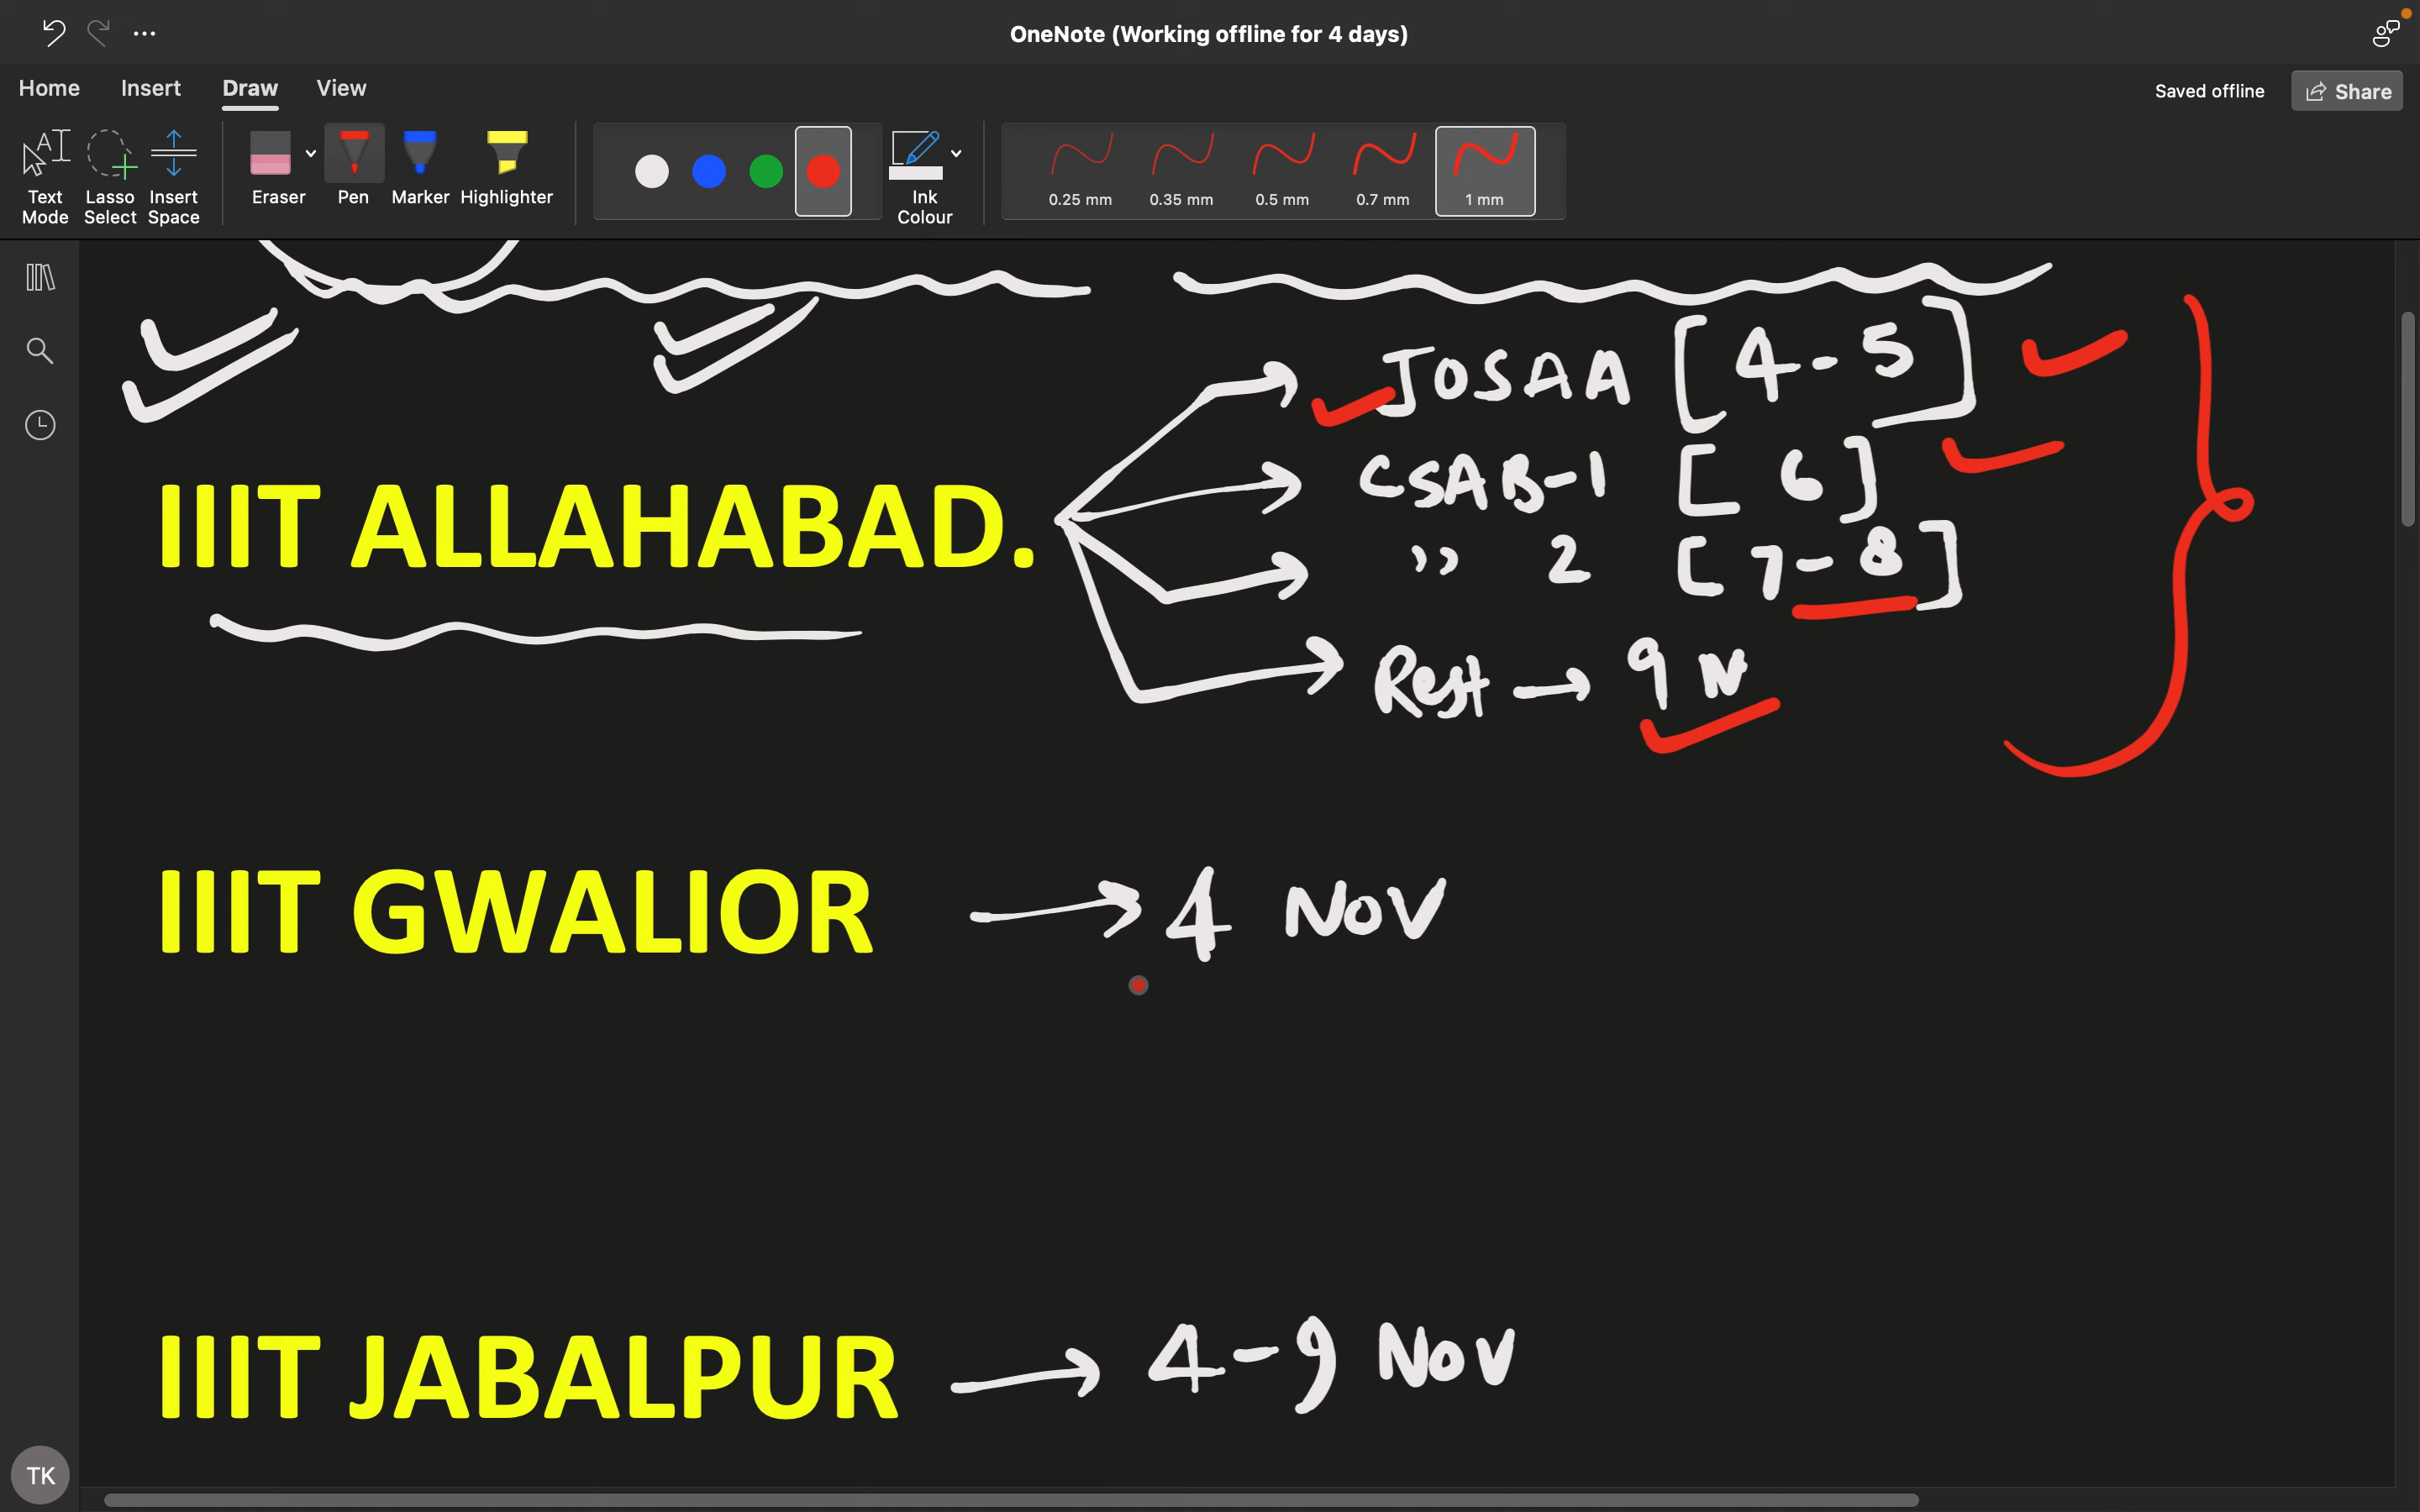 OneNote (Working offline for 4 days)
Home Insert Draw View
Saved offline Share
Text Mode
Lasso Select
Insert Space
Eraser
Pen
Marker
Highlighter
Ink Colour
0.25 mm 0.35 mm 0.5 mm 0.7 mm 1 mm
JOSAA [4-5]
CSAB-1 [6]
IIIT ALLAHABAD.
" 2 [7-8]
Rest → 9 N
IIIT GWALIOR → 4 NOV
IIIT JABALPUR → 4-9 NOV
TK